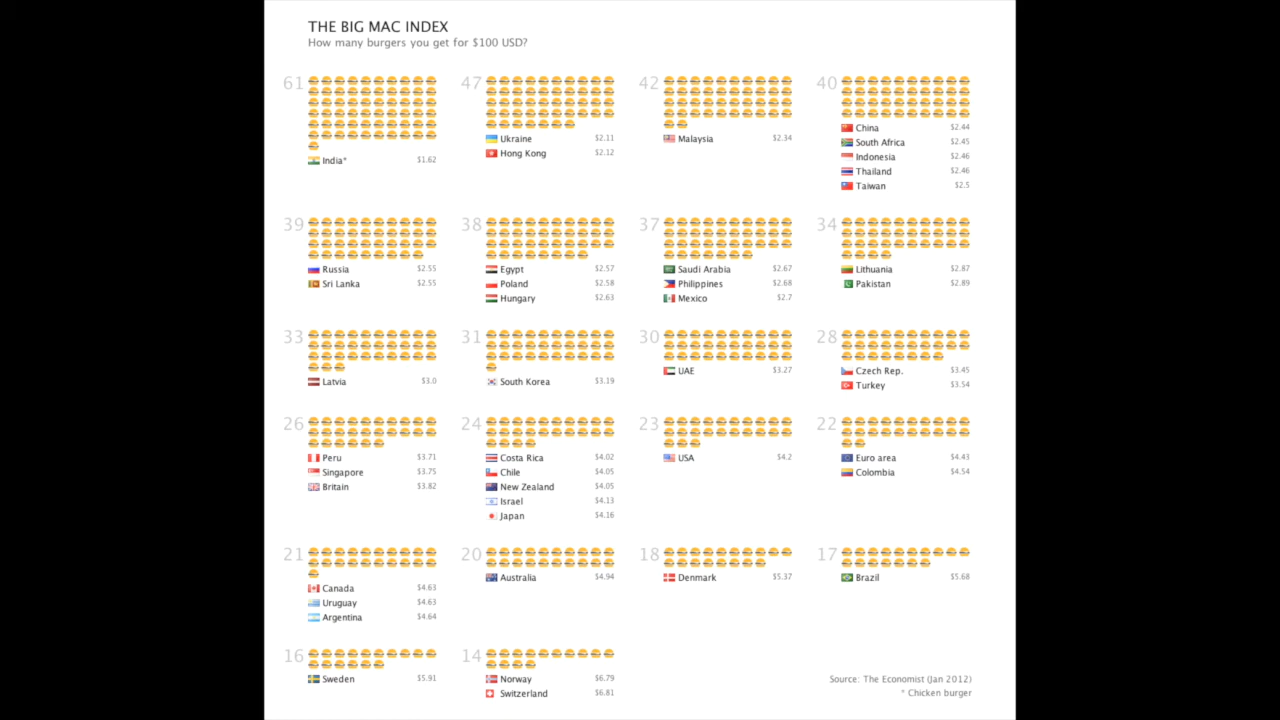 THE BIG MAC INDEX
How many burgers you get for $100 USD?
61
India* $1.62
47
Ukraine $2.11
Hong Kong $2.12
42
Malaysia $2.34
40
China $2.44
South Africa $2.45
Indonesia $2.46
Thailand $2.46
Taiwan $2.5
39
Russia $2.55
Sri Lanka $2.55
38
Egypt $2.57
Poland $2.58
Hungary $2.63
37
Saudi Arabia $2.67
Philippines $2.68
Mexico $2.7
34
Lithuania $2.87
Pakistan $2.89
33
Latvia $3.0
31
South Korea $3.19
30
UAE $3.27
28
Czech Rep. $3.45
Turkey $3.54
26
Peru $3.71
Singapore $3.75
Britain $3.82
24
Costa Rica $4.02
Chile $4.05
New Zealand $4.05
Israel $4.13
Japan $4.16
23
USA $4.2
22
Euro area $4.43
Colombia $4.54
21
Canada $4.63
Uruguay $4.63
Argentina $4.64
20
Australia $4.94
18
Denmark $5.37
17
Brazil $5.68
16
Sweden $5.91
14
Norway $6.79
Switzerland $6.81
Source: The Economist (Jan 2012)
* Chicken burger